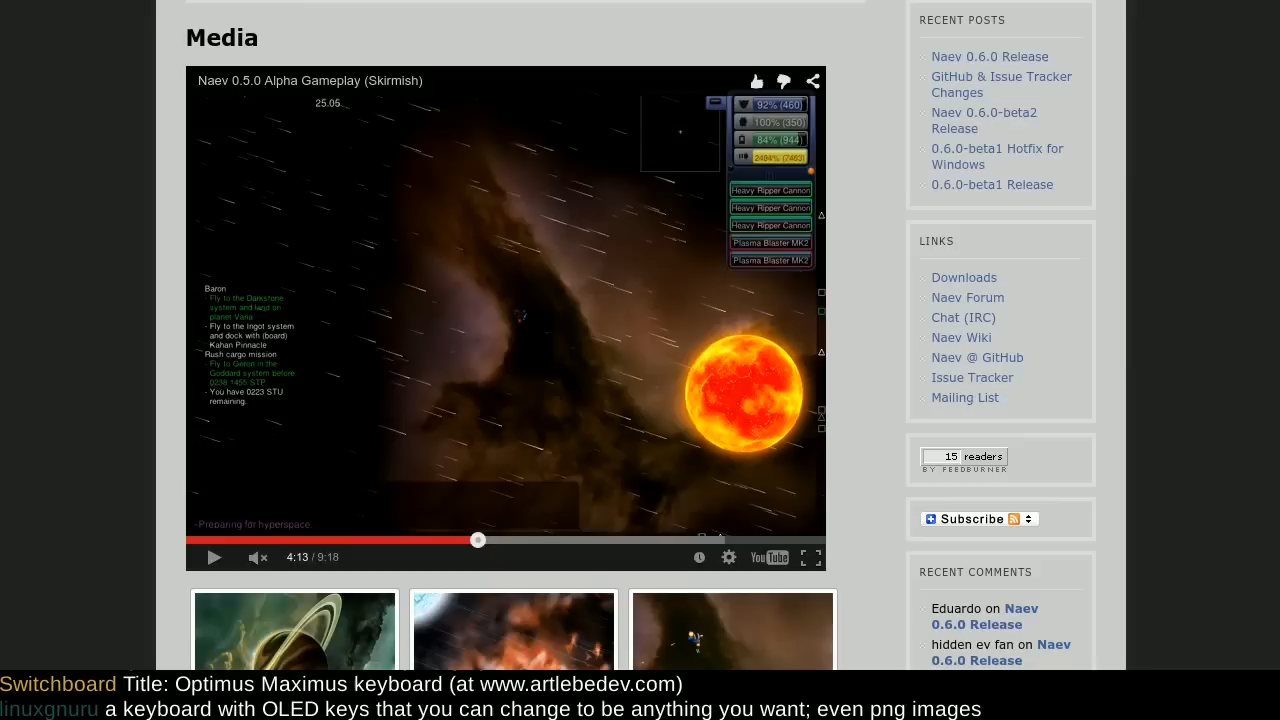 Media
Naev 0.5.0 Alpha Gameplay (Skirmish)
25.05
92% (460)
100% (350)
84% (944)
2494% (7483)
Heavy Ripper Cannon
Heavy Ripper Cannon
Heavy Ripper Cannon
Plasma Blaster MK2
Plasma Blaster MK2
Baron
- Fly to the Darkstone
system and land on
planet Varia
- Fly to the Ingot system
and dock with (board)
Kahan Pinnacle
Rush cargo mission
- Fly to Geron in the
Goddard system before
0238 1455 STP
- You have 0223 STU
remaining.
- Preparing for hyperspace.
4:13 / 9:18
YouTube
RECENT POSTS
Naev 0.6.0 Release
GitHub & Issue Tracker
Changes
Naev 0.6.0-beta2
Release
0.6.0-beta1 Hotfix for
Windows
0.6.0-beta1 Release
LINKS
Downloads
Naev Forum
Chat (IRC)
Naev Wiki
Naev @ GitHub
Issue Tracker
Mailing List
15 readers
BY FEEDBURNER
Subscribe
RECENT COMMENTS
Eduardo on Naev
0.6.0 Release
hidden ev fan on Naev
0.6.0 Release
Switchboard Title: Optimus Maximus keyboard (at www.artlebedev.com)
linuxgnuru a keyboard with OLED keys that you can change to be anything you want; even png images